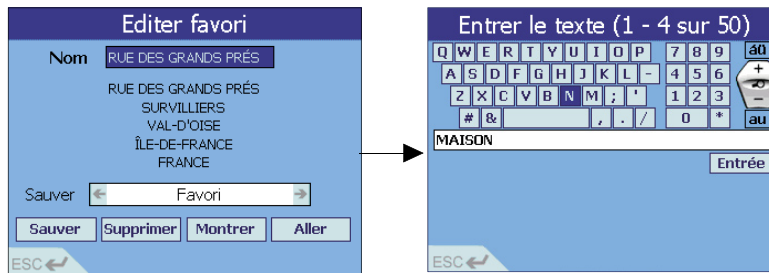 Editer favori
Nom RUE DES GRANDS PRÉS
RUE DES GRANDS PRÉS
SURVILLIERS
VAL-D'OISE
ÎLE-DE-FRANCE
FRANCE
Sauver Favori
Sauver Supprimer Montrer Aller
ESC
Entrer le texte (1 - 4 sur 50)
Q W E R T Y U I O P 7 8 9 áü
A S D F G H J K L - 4 5 6 +
Z X C V B N M ; ' 1 2 3 -
# & , . / 0 * au
MAISON
Entrée
ESC